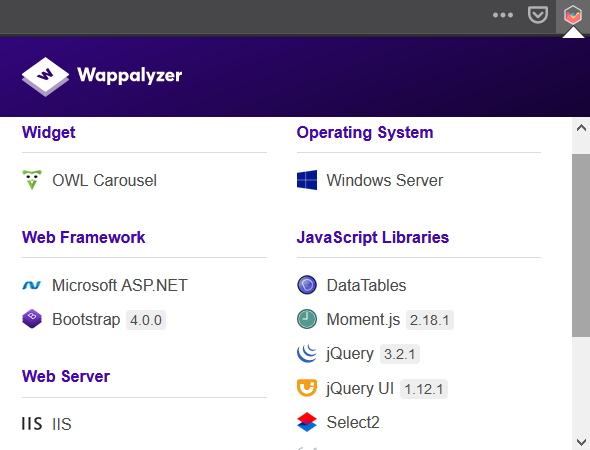 Wappalyzer
Widget
OWL Carousel
Web Framework
Microsoft ASP.NET
Bootstrap 4.0.0
Web Server
IIS IIS
Operating System
Windows Server
JavaScript Libraries
DataTables
Moment.js 2.18.1
jQuery 3.2.1
jQuery UI 1.12.1
Select2